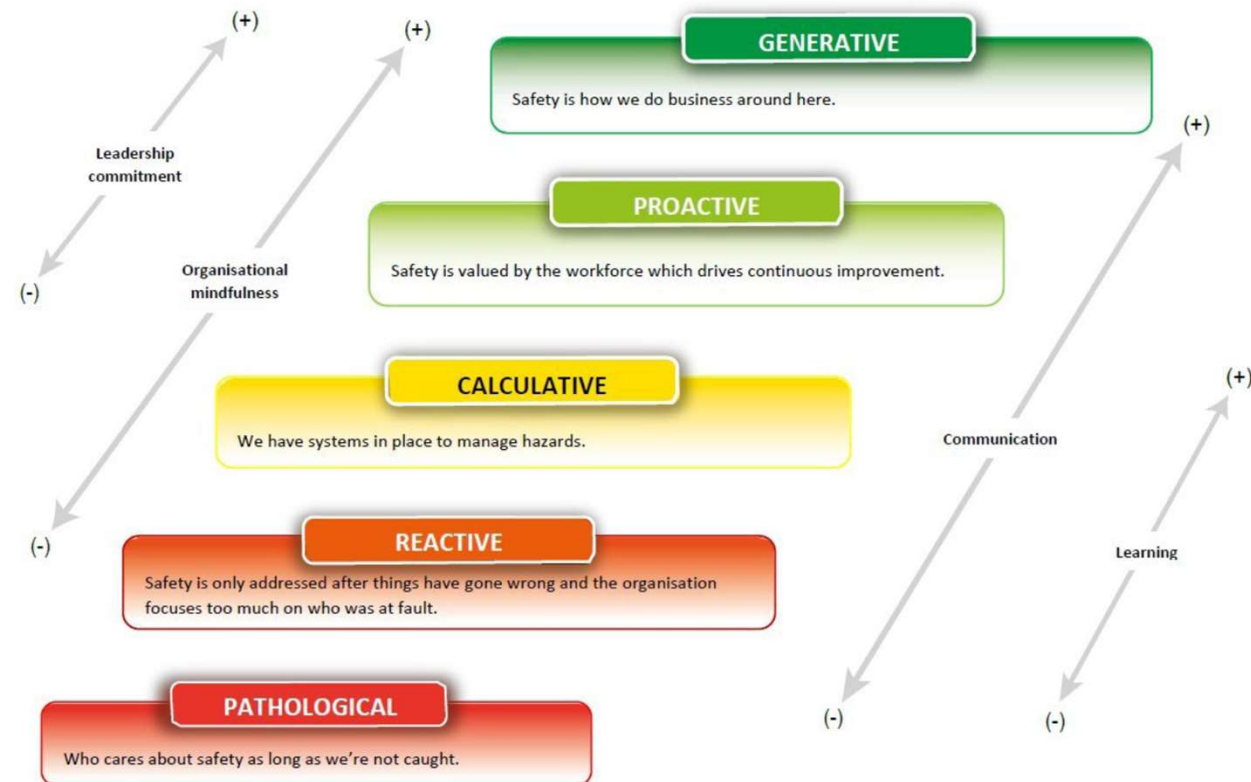 (+)
(+)
GENERATIVE
Safety is how we do business around here.
(+)
Leadership
commitment
PROACTIVE
Organisational
mindfulness
Safety is valued by the workforce which drives continuous improvement.
(-)
CALCULATIVE
(+)
We have systems in place to manage hazards.
Communication
REACTIVE
(-)
Learning
Safety is only addressed after things have gone wrong and the organisation
focuses too much on who was at fault.
PATHOLOGICAL
(-)
(-)
Who cares about safety as long as we're not caught.